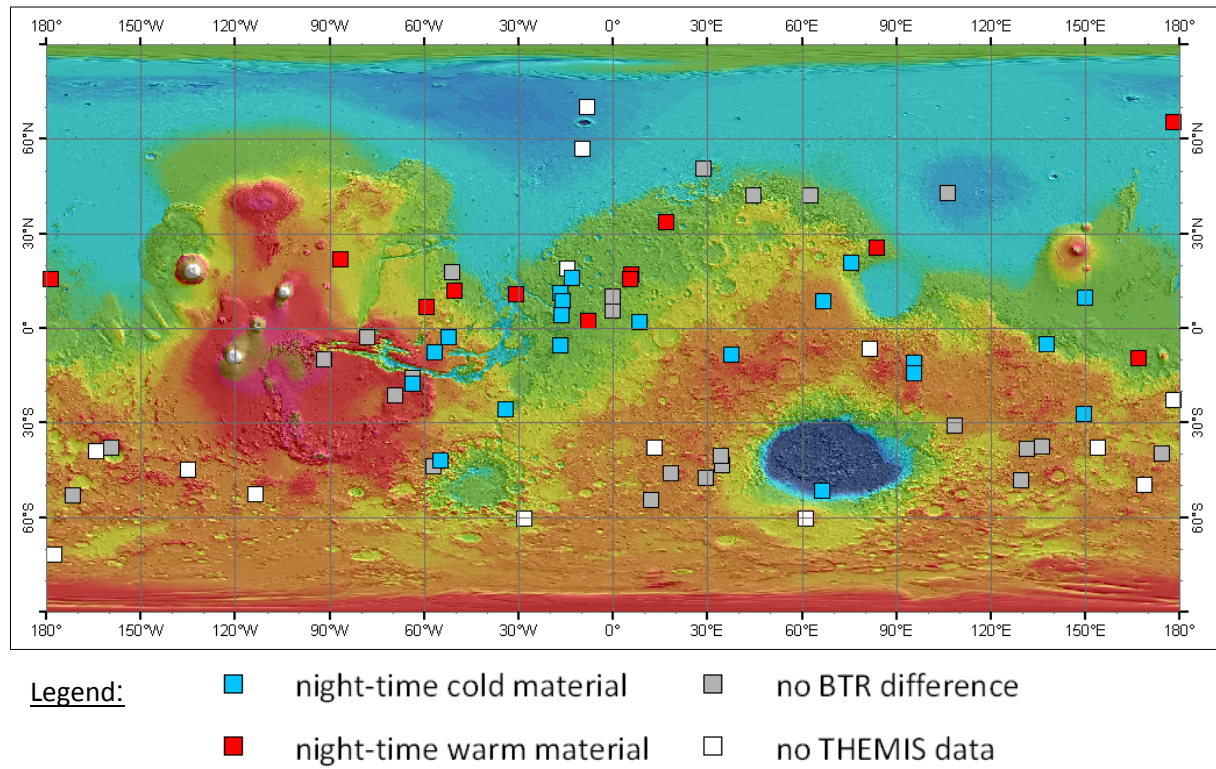 180° 150°W 120°W 90°W 60°W 30°W 0° 30°E 60°E 90°E 120°E 150°E 180°
60°N 60°N
30°N 30°N
0° 0°
30°S 30°S
60°S 60°S
180° 150°W 120°W 90°W 60°W 30°W 0° 30°E 60°E 90°E 120°E 150°E 180°
Legend: night-time cold material no BTR difference
night-time warm material no THEMIS data